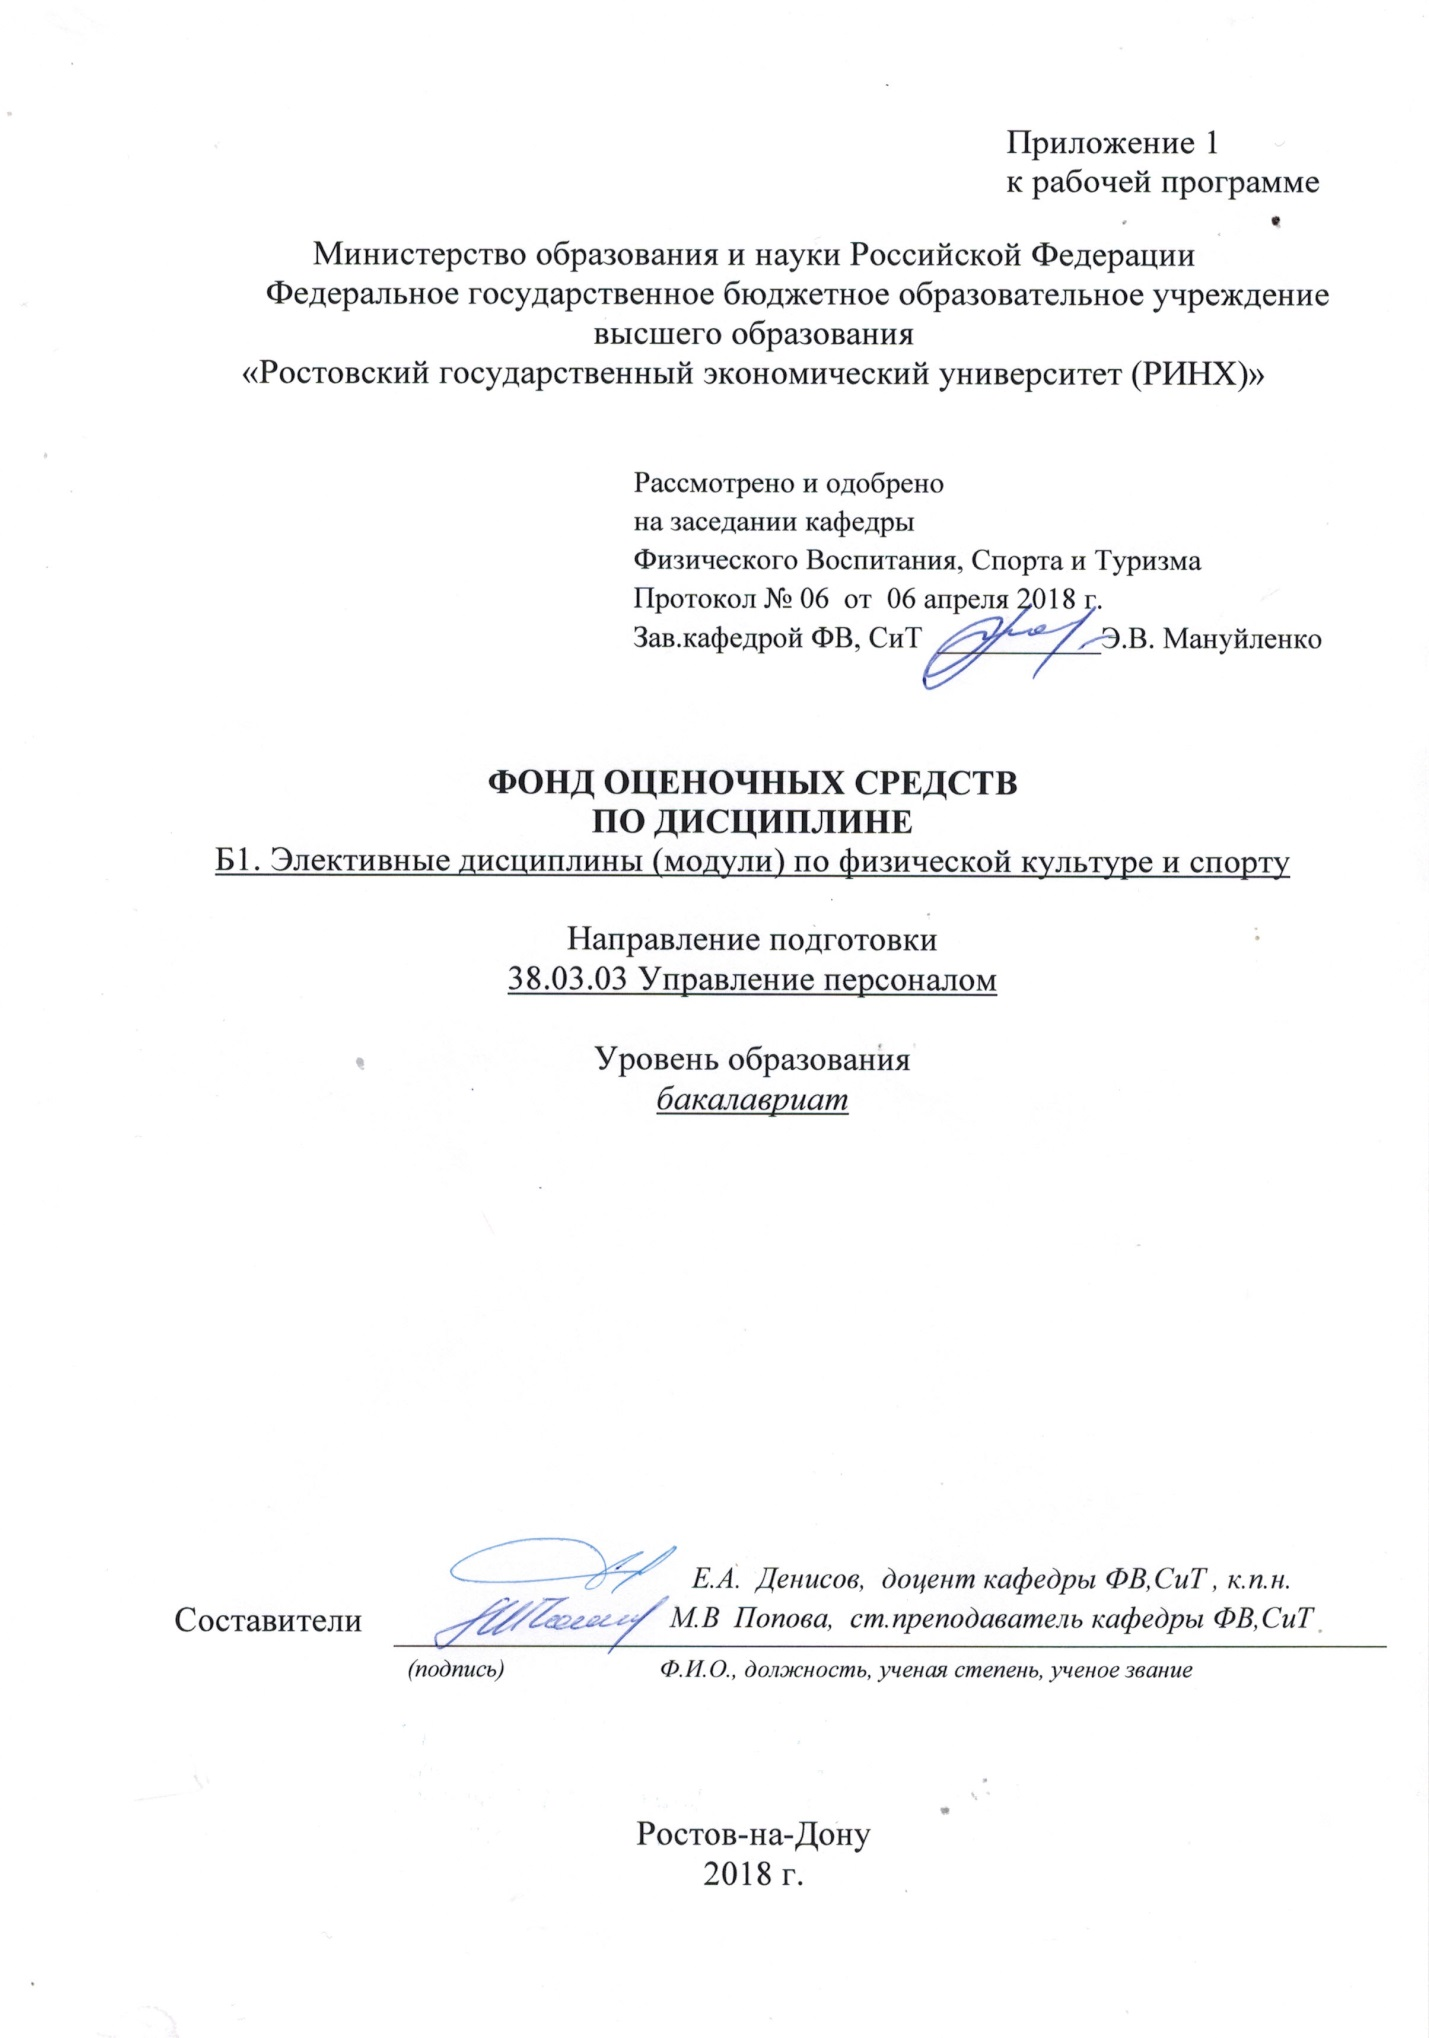 Приложение 1
к рабочей программе
Министерство образования и науки Российской Федерации
Федеральное государственное бюджетное образовательное учреждение
высшего образования
«Ростовский государственный экономический университет (РИНХ)»
Рассмотрено и одобрено
на заседании кафедры
Физического Воспитания, Спорта и Туризма
Протокол № 06 от 06 апреля 2018 г.
Зав.кафедрой ФВ, СиТ ___________Э.В. Мануйленко
ФОНД ОЦЕНОЧНЫХ СРЕДСТВ
ПО ДИСЦИПЛИНЕ
Б1. Элективные дисциплины (модули) по физической культуре и спорту
Направление подготовки
38.03.03 Управление персоналом
Уровень образования
бакалавриат
Е.А. Денисов, доцент кафедры ФВ,СиТ , к.п.н.
Составители М.В Попова, ст.преподаватель кафедры ФВ,СиТ
(подпись) Ф.И.О., должность, ученая степень, ученое звание
Ростов-на-Дону
2018 г.